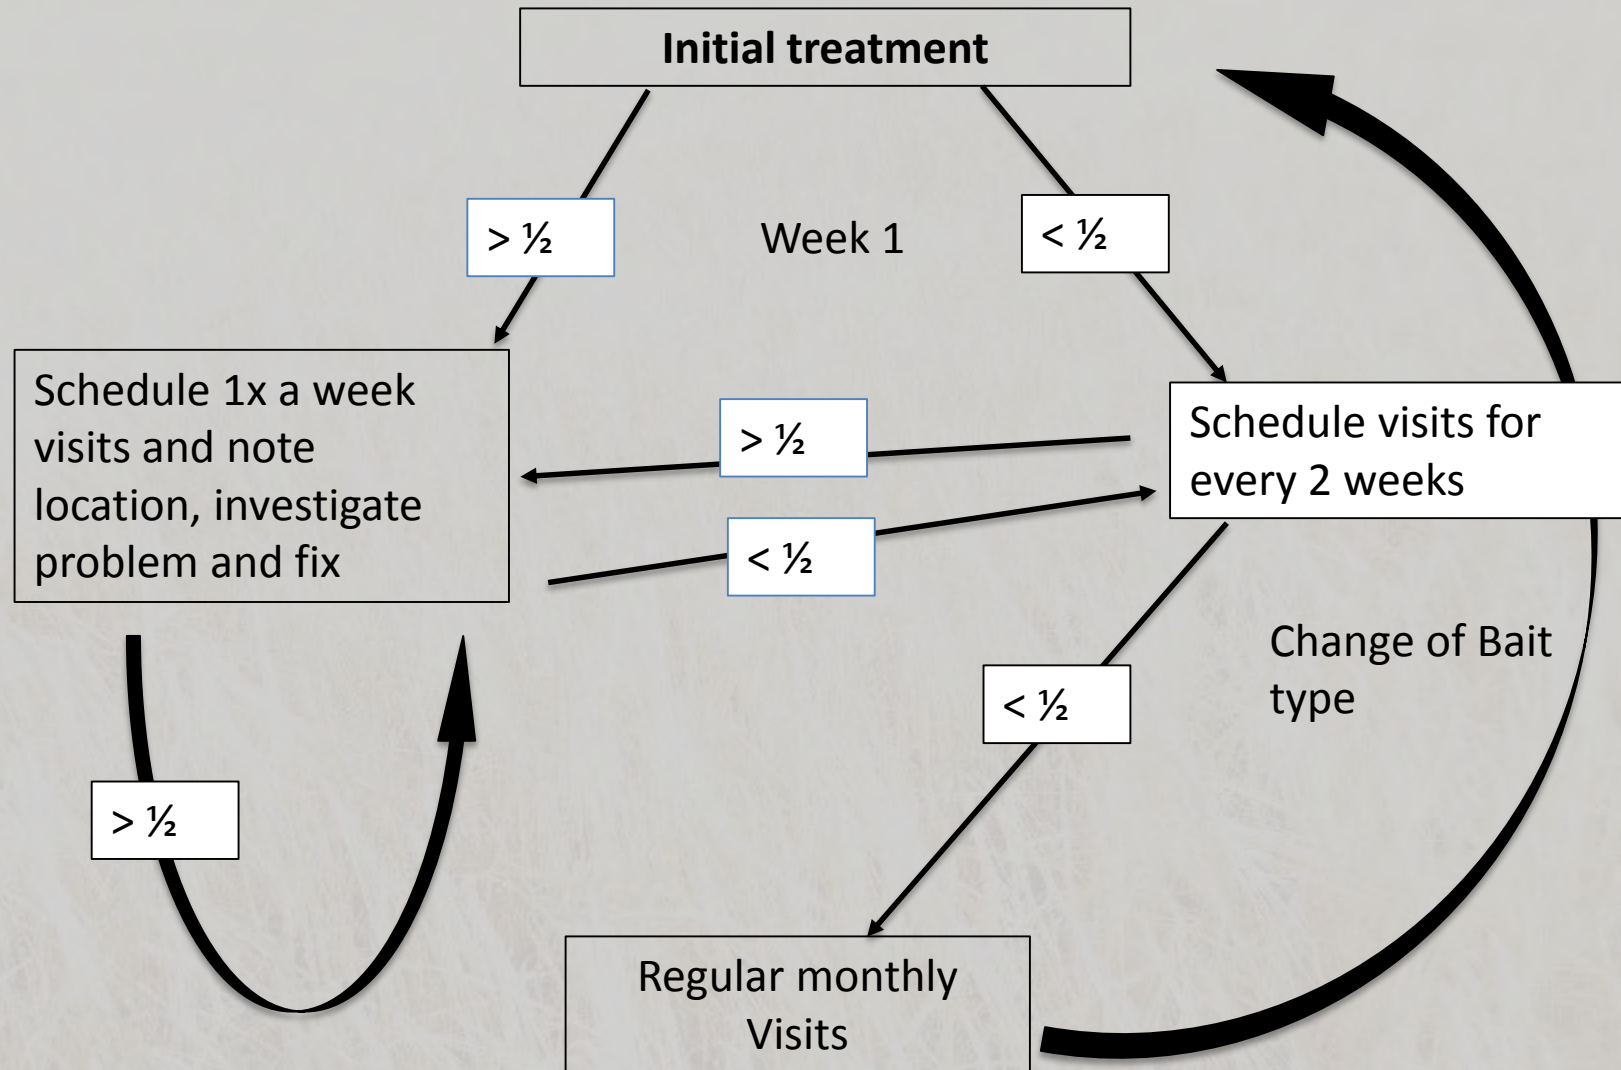 Initial treatment
> ½
Week 1
< ½
Schedule 1x a week
visits and note
location, investigate
problem and fix
> ½
< ½
Schedule visits for
every 2 weeks
< ½
Change of Bait
type
> ½
Regular monthly
Visits